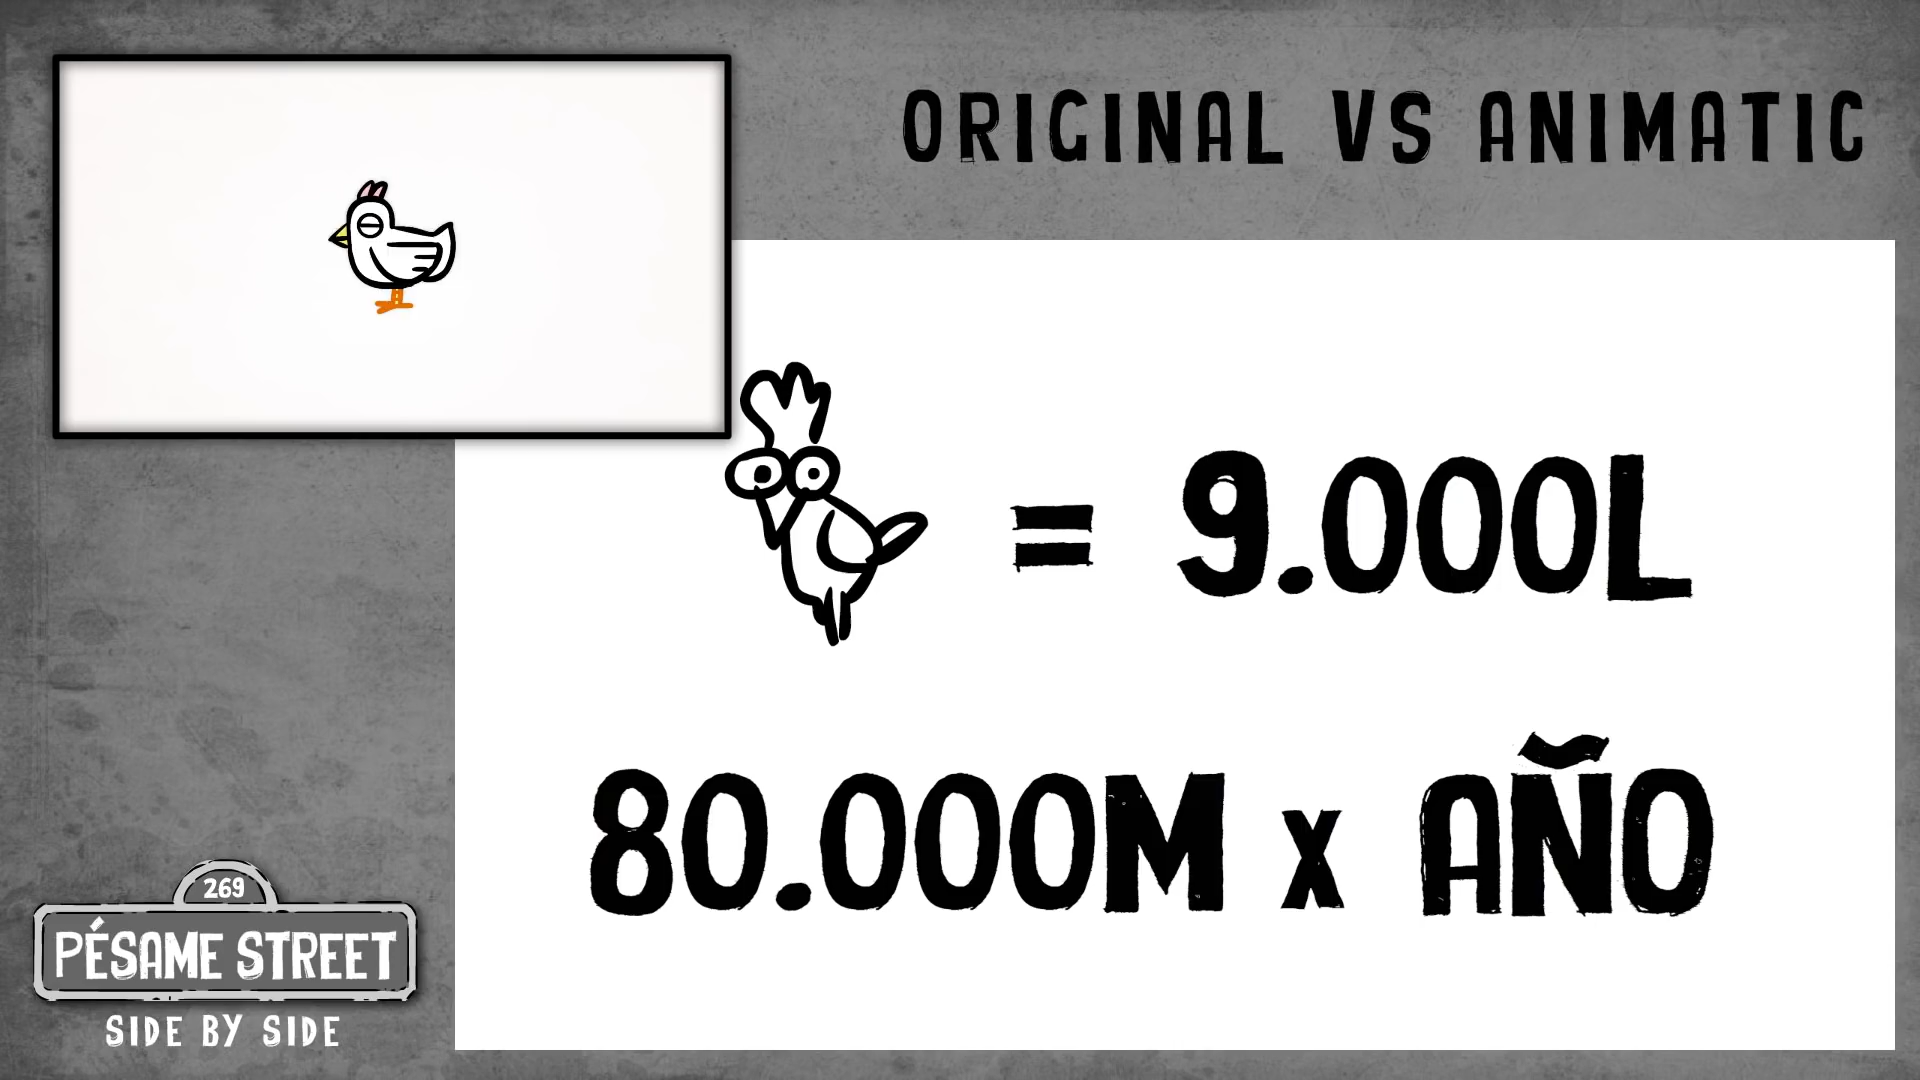 ORIGINAL VS ANIMATIC
= 9.000L
80.000M x AÑO
269
PÉSAME STREET
SIDE BY SIDE